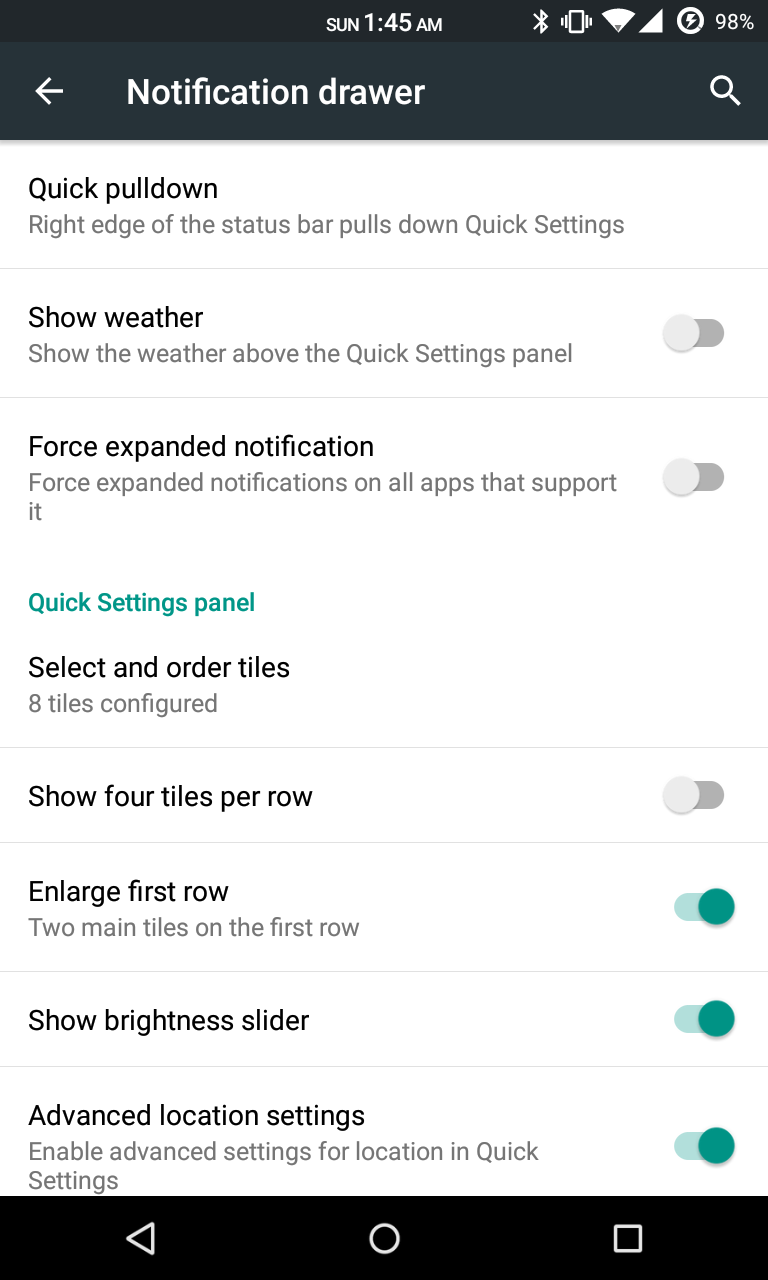 SUN 1:45 AM 98%
Notification drawer
Quick pulldown
Right edge of the status bar pulls down Quick Settings
Show weather
Show the weather above the Quick Settings panel
Force expanded notification
Force expanded notifications on all apps that support
it
Quick Settings panel
Select and order tiles
8 tiles configured
Show four tiles per row
Enlarge first row
Two main tiles on the first row
Show brightness slider
Advanced location settings
Enable advanced settings for location in Quick
Settings